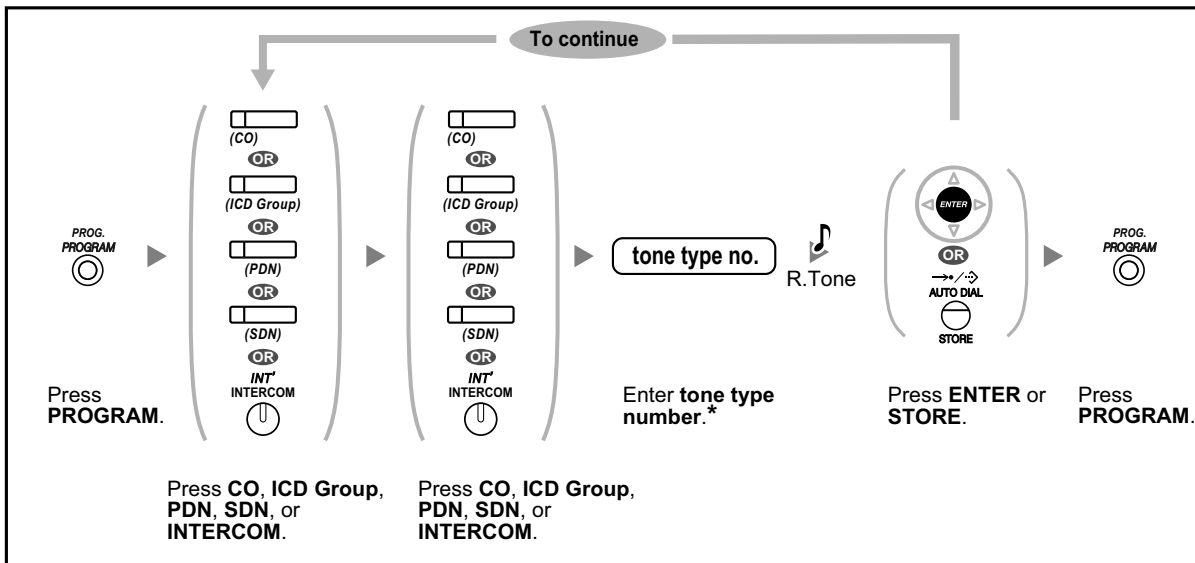 To continue
PROG.
PROGRAM
Press
PROGRAM.
(CO)
OR
(ICD Group)
OR
(PDN)
OR
(SDN)
OR
INT'
INTERCOM
Press CO, ICD Group,
PDN, SDN, or
INTERCOM.
(CO)
OR
(ICD Group)
OR
(PDN)
OR
(SDN)
OR
INT'
INTERCOM
Press CO, ICD Group,
PDN, SDN, or
INTERCOM.
tone type no.
Enter tone type
number.*
R.Tone
ENTER
OR
AUTO DIAL
STORE
Press ENTER or
STORE.
PROG.
PROGRAM
Press
PROGRAM.